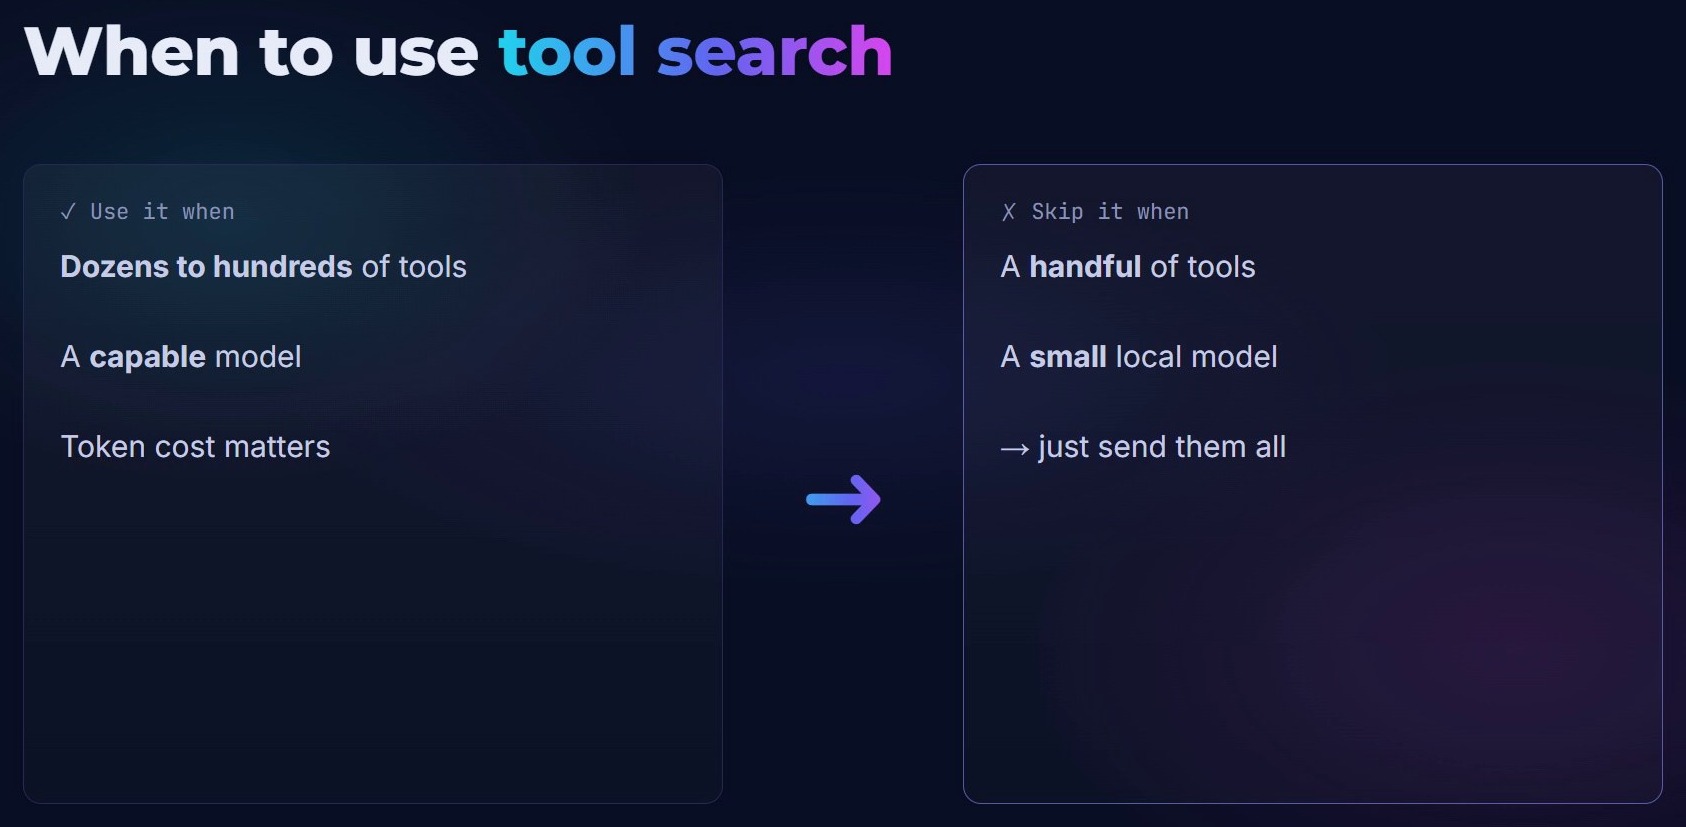 When to use tool search
✓ Use it when
Dozens to hundreds of tools
A capable model
Token cost matters
→
✗ Skip it when
A handful of tools
A small local model
→ just send them all